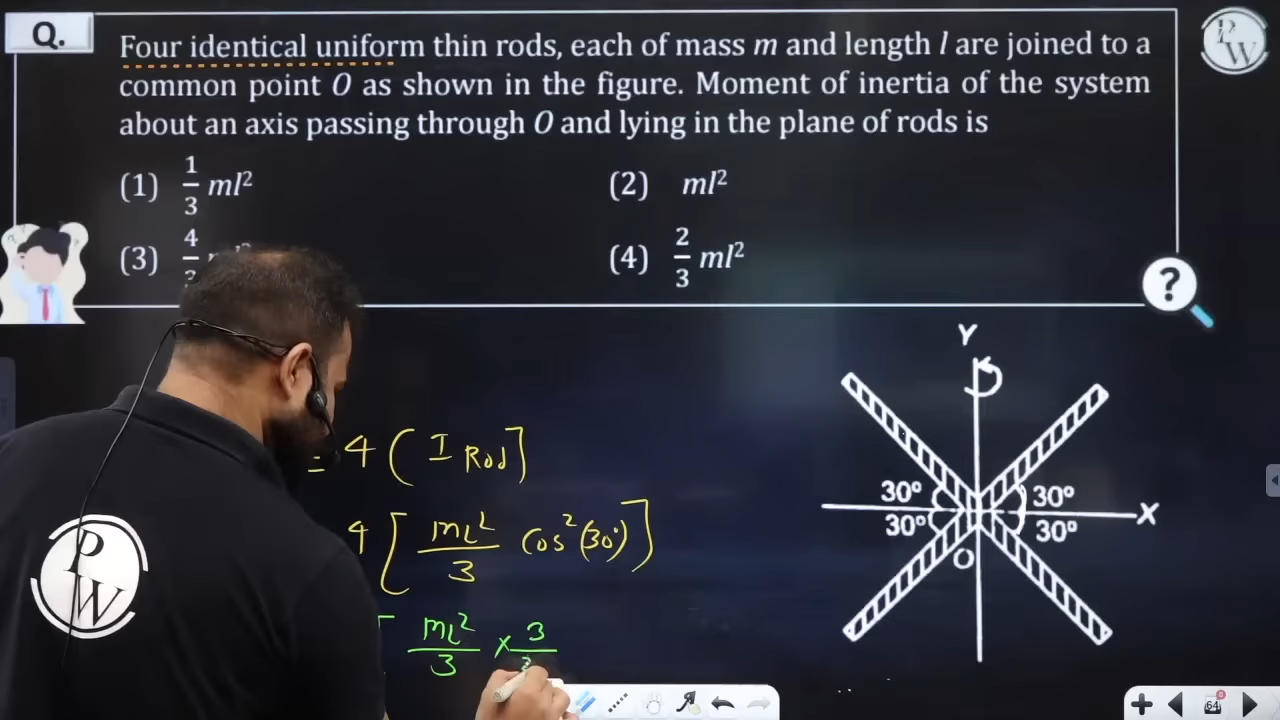 Q.
Four identical uniform thin rods, each of mass m and length l are joined to a
common point O as shown in the figure. Moment of inertia of the system
about an axis passing through O and lying in the plane of rods is
(1) 1/3 ml²
(2) ml²
(3) 4
(4) 2/3 ml²
?
P W
= 4 ( I Rod ]
4 [ ml²/3 cos²(30°) ]
ml²/3 × 3
Y
30° 30°
30° 30°
X
O
P W
64